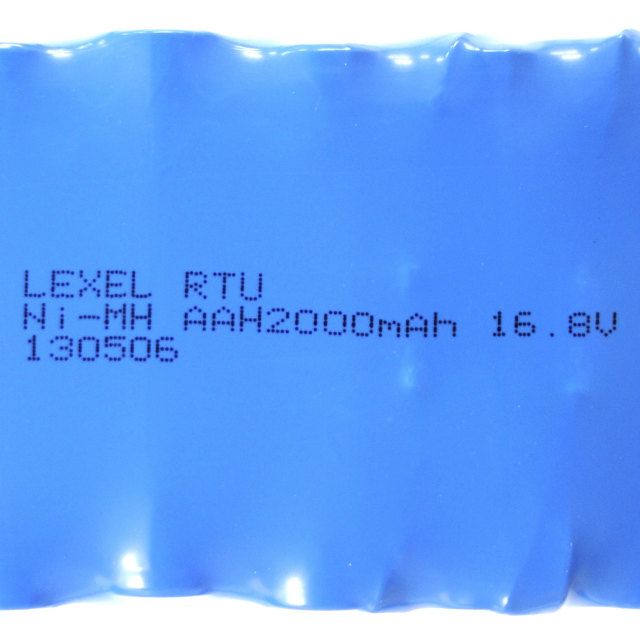 LEXEL RTU
Ni-MH AAH2000mAh 16.8V
130506